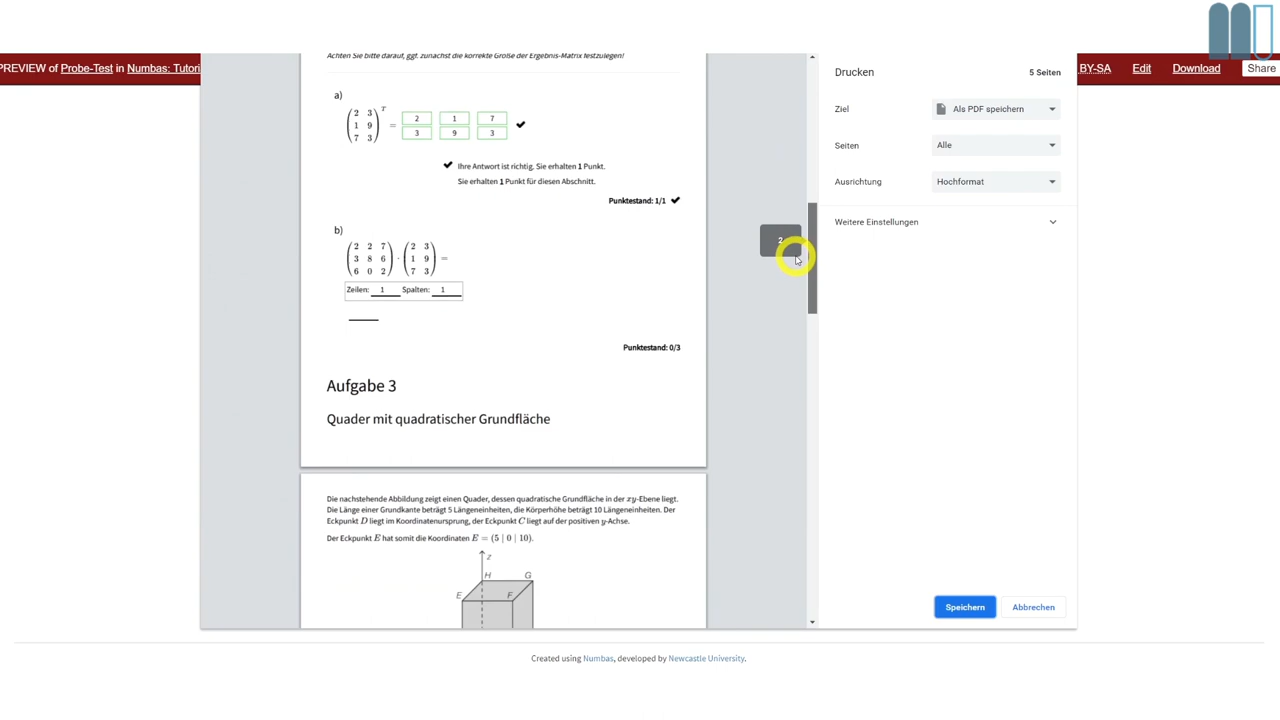 PREVIEW of Probe-Test in Numbas: Tutori
BY-SA Edit Download Share
Achten Sie bitte darauf, ggf. zunächst die korrekte Größe der Ergebnis-Matrix festzulegen!
a)
2 3 T
1 9 = 2 1 7
7 3 3 9 3
Ihre Antwort ist richtig. Sie erhalten 1 Punkt.
Sie erhalten 1 Punkt für diesen Abschnitt.
Punktestand: 1/1
b)
2 2 7 2 3
3 8 6 · 1 9 =
6 0 2 7 3
Zeilen: 1 Spalten: 1
Punktestand: 0/3
Aufgabe 3
Quader mit quadratischer Grundfläche
2
Die nachstehende Abbildung zeigt einen Quader, dessen quadratische Grundfläche in der xy-Ebene liegt.
Die Länge einer Grundkante beträgt 5 Längeneinheiten, die Körperhöhe beträgt 10 Längeneinheiten. Der
Eckpunkt D liegt im Koordinatenursprung, der Eckpunkt C liegt auf der positiven y-Achse.
Der Eckpunkt E hat somit die Koordinaten E = (5 | 0 | 10).
z
H G
E F
Drucken 5 Seiten
Ziel Als PDF speichern
Seiten Alle
Ausrichtung Hochformat
Weitere Einstellungen
Speichern Abbrechen
Created using Numbas, developed by Newcastle University.